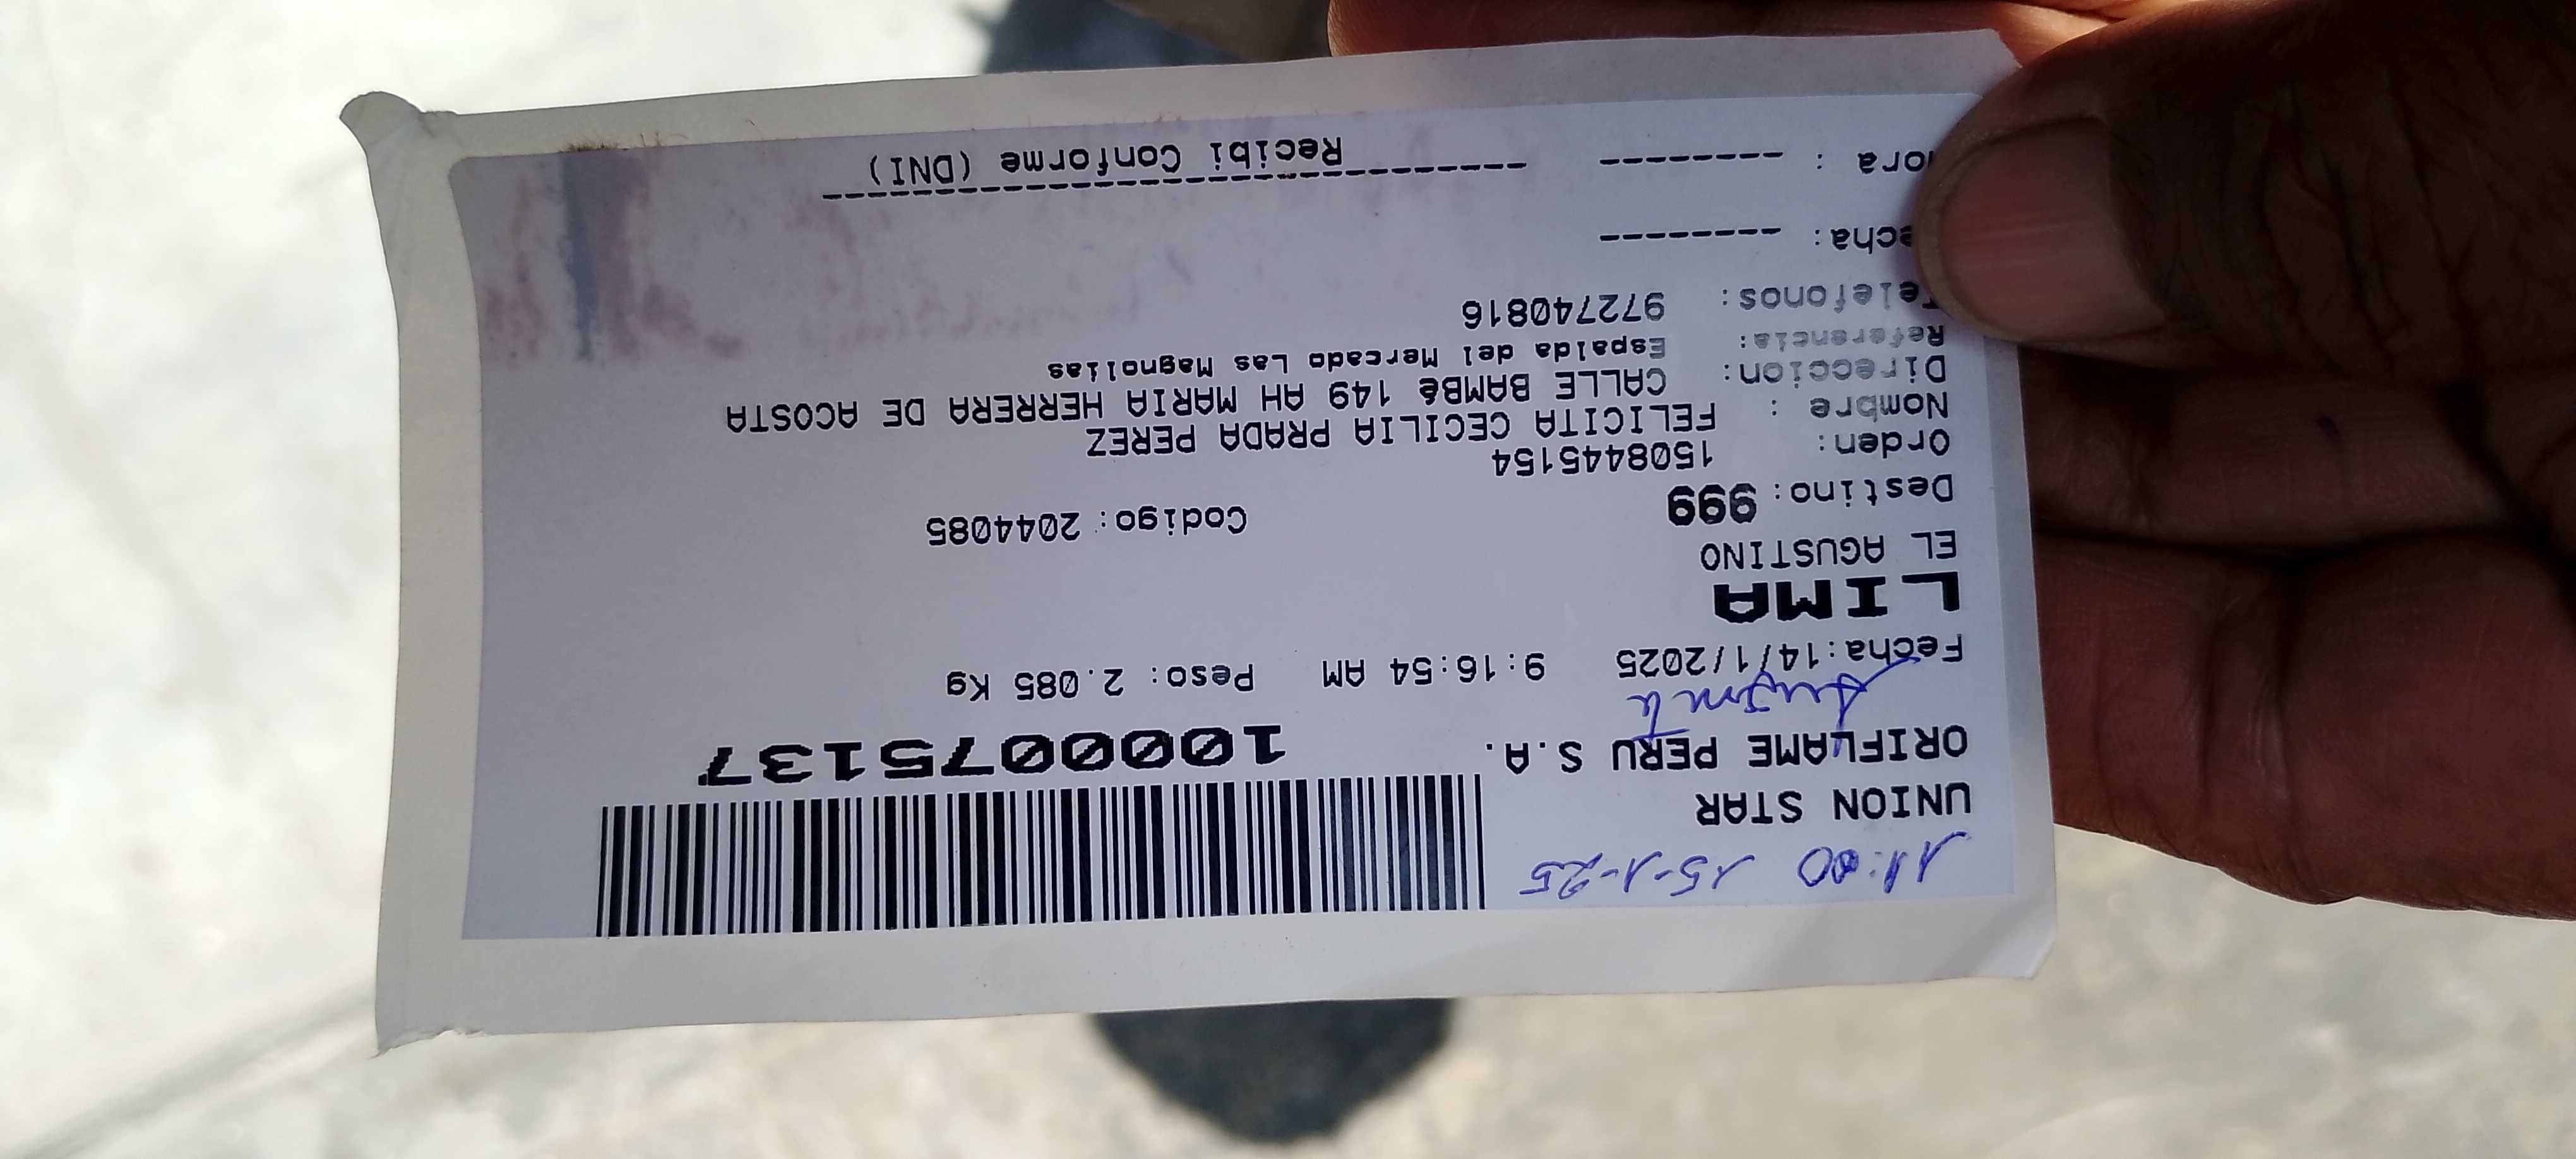 11:00 15-1-25
UNION STAR
ORIFLAME PERU S.A.
1000075137
Fecha:14/1/2025 9:16:54 AM Peso: 2.085 Kg
LIMA
EL AGUSTINO
Destino: 999 Codigo: 2044085
Orden: 1508445154
Nombre : FELICITA CECILIA PRADA PEREZ
Direccion: CALLE BAMBé 149 AH MARIA HERRERA DE ACOSTA
Referencia: Espalda del Mercado Las Magnolias
Telefonos: 972740816
echa: --------
ora : --------
Recibi Conforme (DNI)